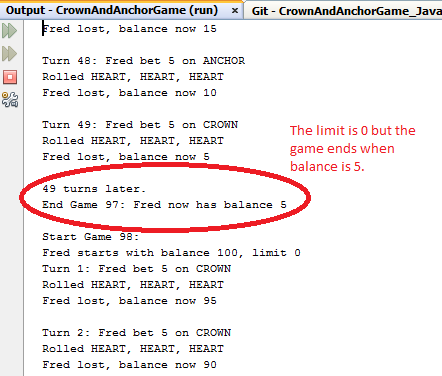 Output - CrownAndAnchorGame (run) × Git - CrownAndAnchorGame_Java
Fred lost, balance now 15
Turn 48: Fred bet 5 on ANCHOR
Rolled HEART, HEART, HEART
Fred lost, balance now 10
Turn 49: Fred bet 5 on CROWN
Rolled HEART, HEART, HEART
Fred lost, balance now 5
The limit is 0 but the
game ends when
balance is 5.
49 turns later.
End Game 97: Fred now has balance 5
Start Game 98:
Fred starts with balance 100, limit 0
Turn 1: Fred bet 5 on CROWN
Rolled HEART, HEART, HEART
Fred lost, balance now 95
Turn 2: Fred bet 5 on CROWN
Rolled HEART, HEART, HEART
Fred lost, balance now 90